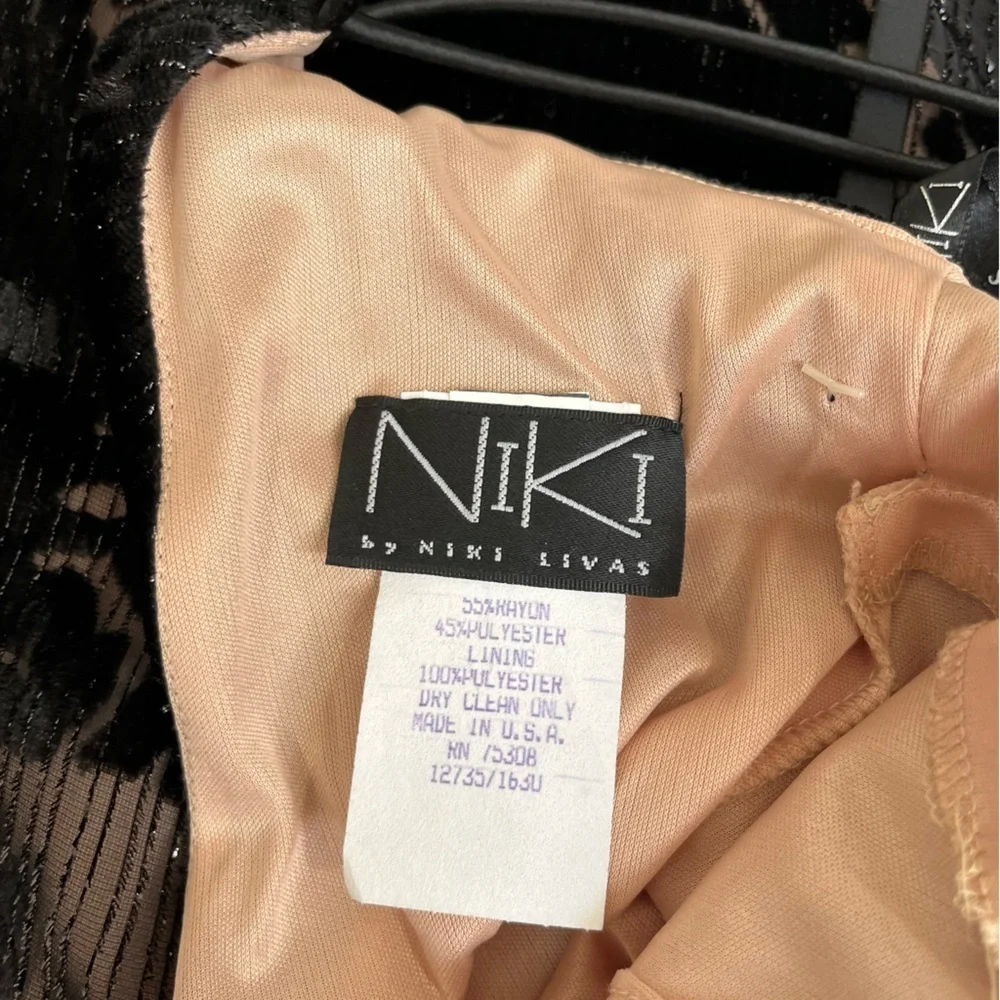 NIKI
by NIKI LIVAS
55%RAYON
45%POLYESTER
LINING
100%POLYESTER
DRY CLEAN ONLY
MADE IN U.S.A.
RN 75308
12735/1630
NIKI